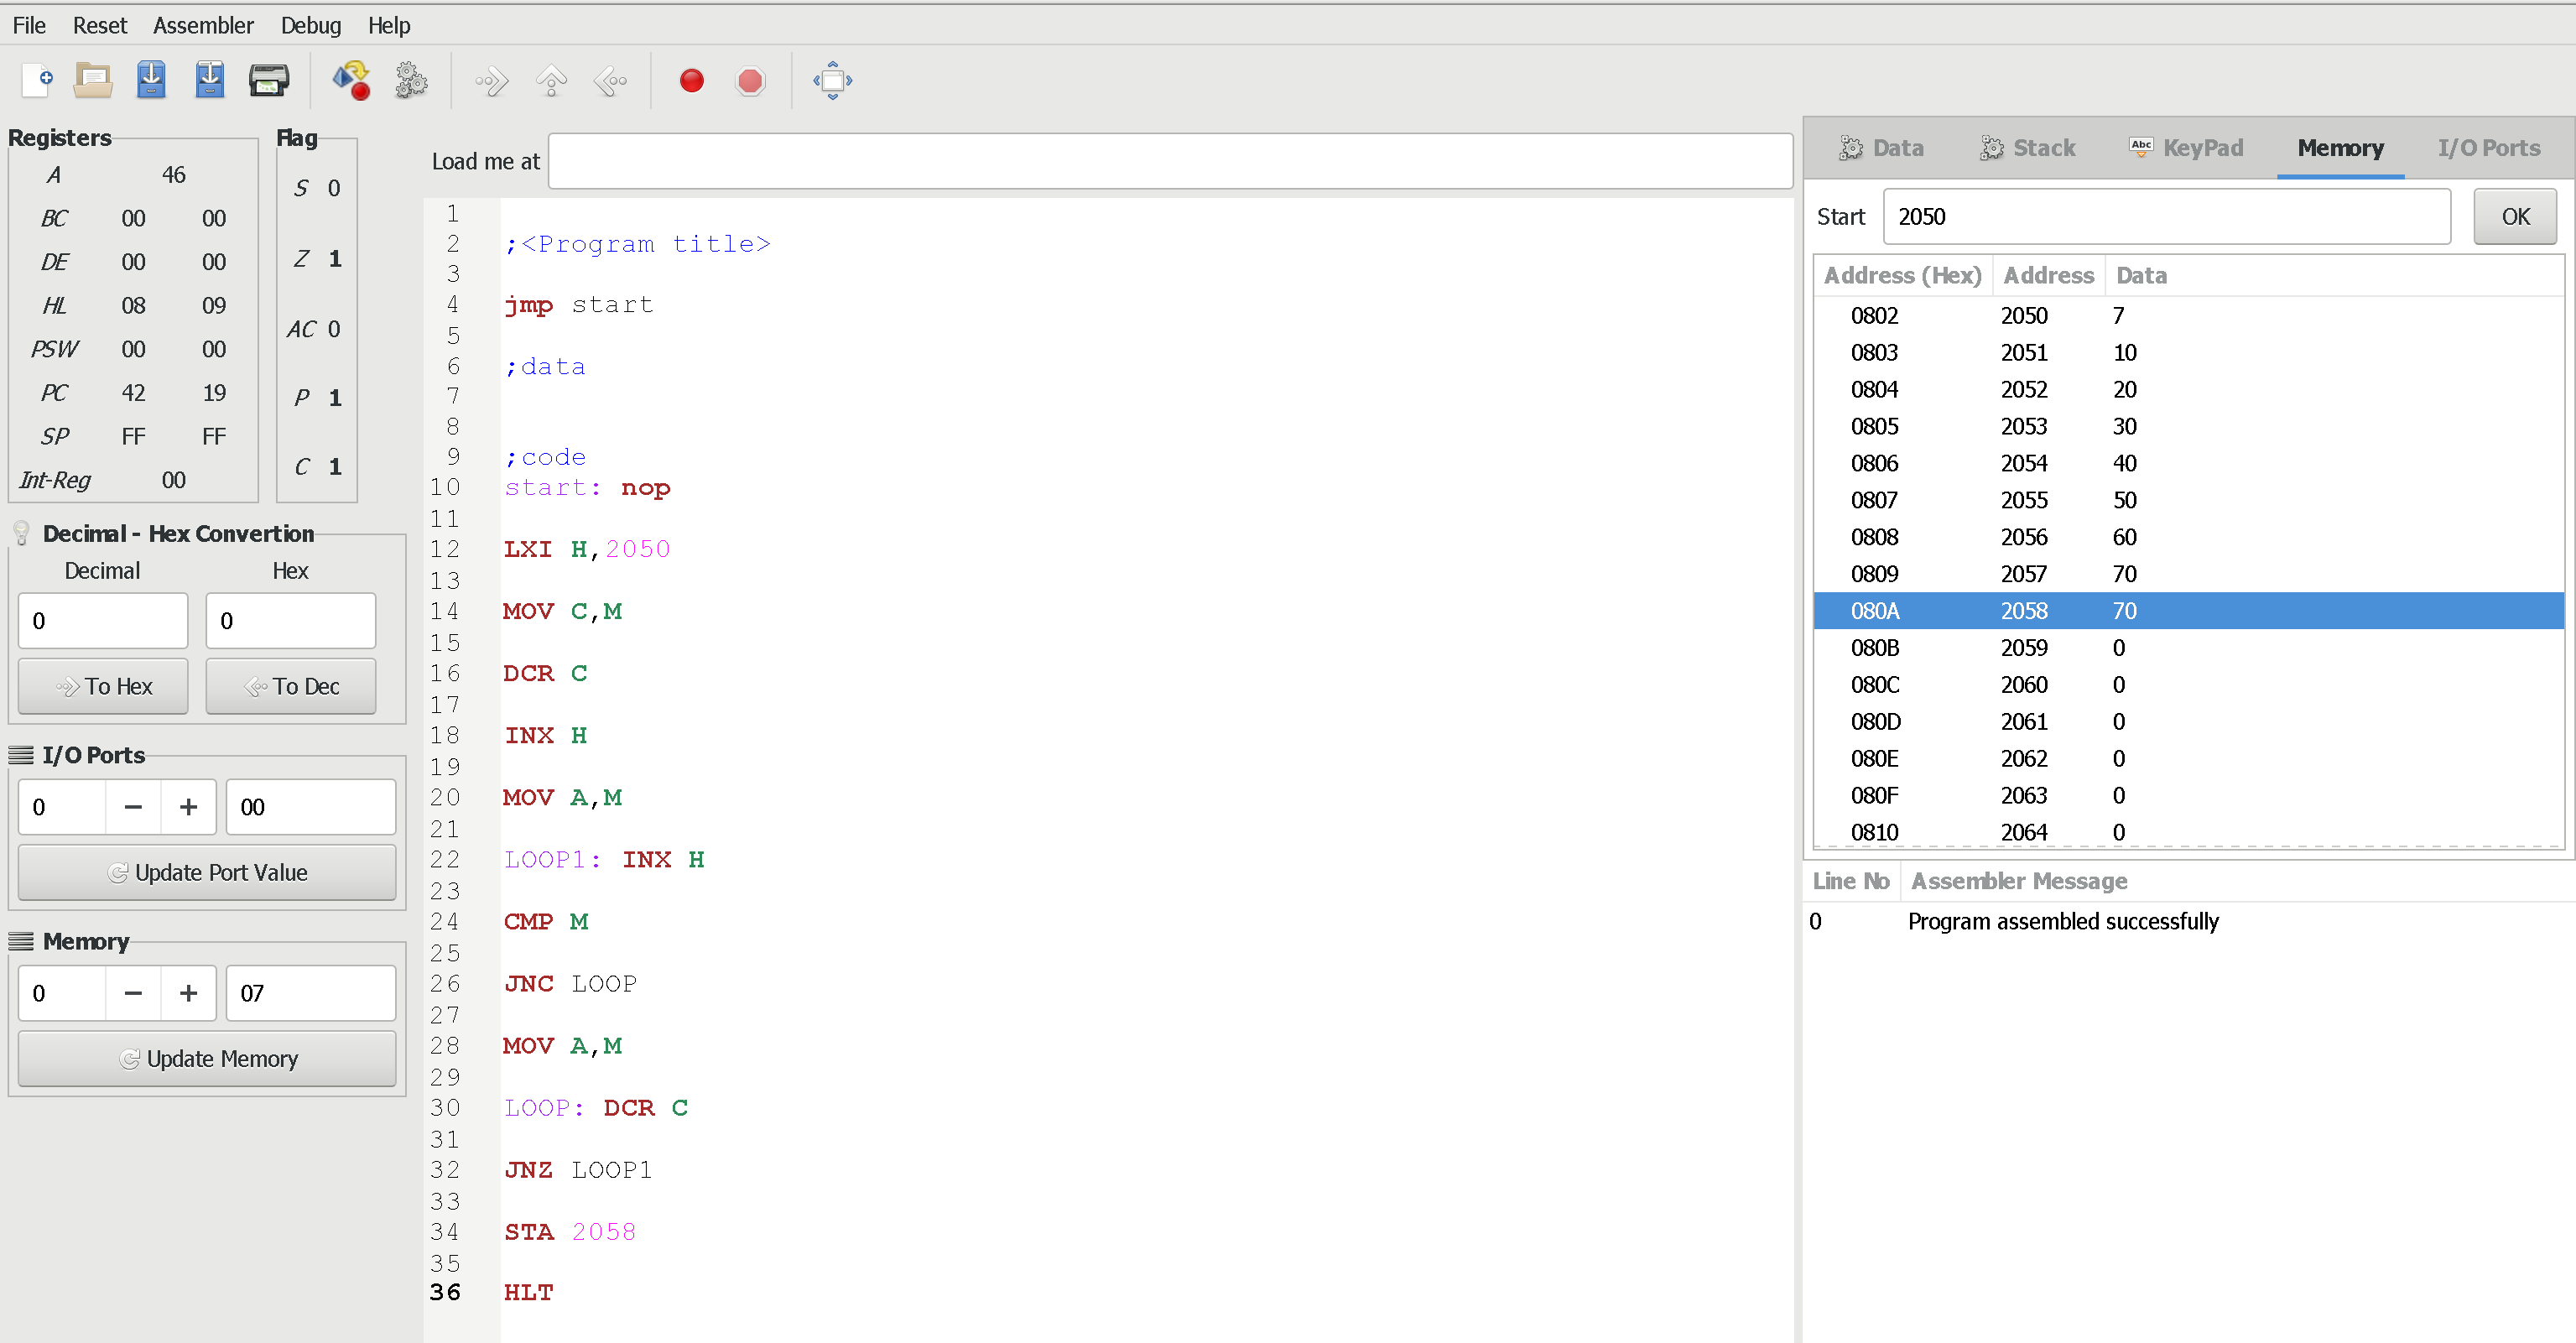 File Reset Assembler Debug Help
Registers
A 46
BC 00 00
DE 00 00
HL 08 09
PSW 00 00
PC 42 19
SP FF FF
Int-Reg 00
Flag
S 0
Z 1
AC 0
P 1
C 1
Decimal - Hex Convertion
Decimal Hex
0 0
To Hex To Dec
I/O Ports
0 − + 00
Update Port Value
Memory
0 − + 07
Update Memory
Load me at
1
2 ;<Program title>
3
4 jmp start
5
6 ;data
7
8
9 ;code
10 start: nop
11
12 LXI H,2050
13
14 MOV C,M
15
16 DCR C
17
18 INX H
19
20 MOV A,M
21
22 LOOP1: INX H
23
24 CMP M
25
26 JNC LOOP
27
28 MOV A,M
29
30 LOOP: DCR C
31
32 JNZ LOOP1
33
34 STA 2058
35
36 HLT
Data Stack Abc KeyPad Memory I/O Ports
Start 2050 OK
Address (Hex) Address Data
0802 2050 7
0803 2051 10
0804 2052 20
0805 2053 30
0806 2054 40
0807 2055 50
0808 2056 60
0809 2057 70
080A 2058 70
080B 2059 0
080C 2060 0
080D 2061 0
080E 2062 0
080F 2063 0
0810 2064 0
Line No Assembler Message
0 Program assembled successfully